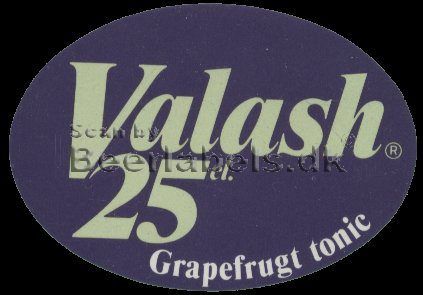 Valash®
Scan by
Beerlabels.dk
25 cl.
Grapefrugt tonic